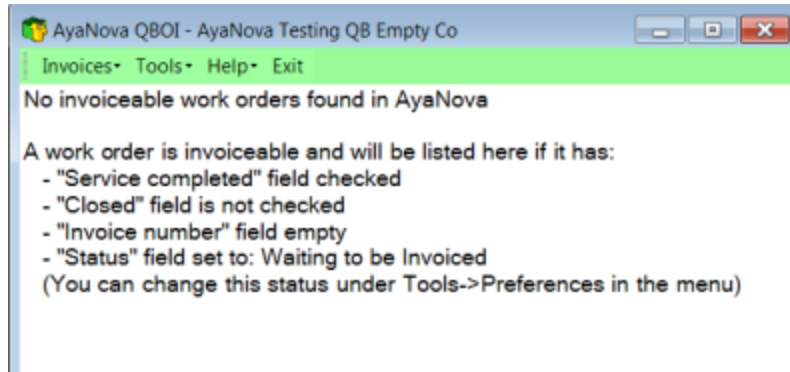 AyaNova QBOI - AyaNova Testing QB Empty Co
Invoices Tools Help Exit
No invoiceable work orders found in AyaNova
A work order is invoiceable and will be listed here if it has:
- "Service completed" field checked
- "Closed" field is not checked
- "Invoice number" field empty
- "Status" field set to: Waiting to be Invoiced
(You can change this status under Tools->Preferences in the menu)